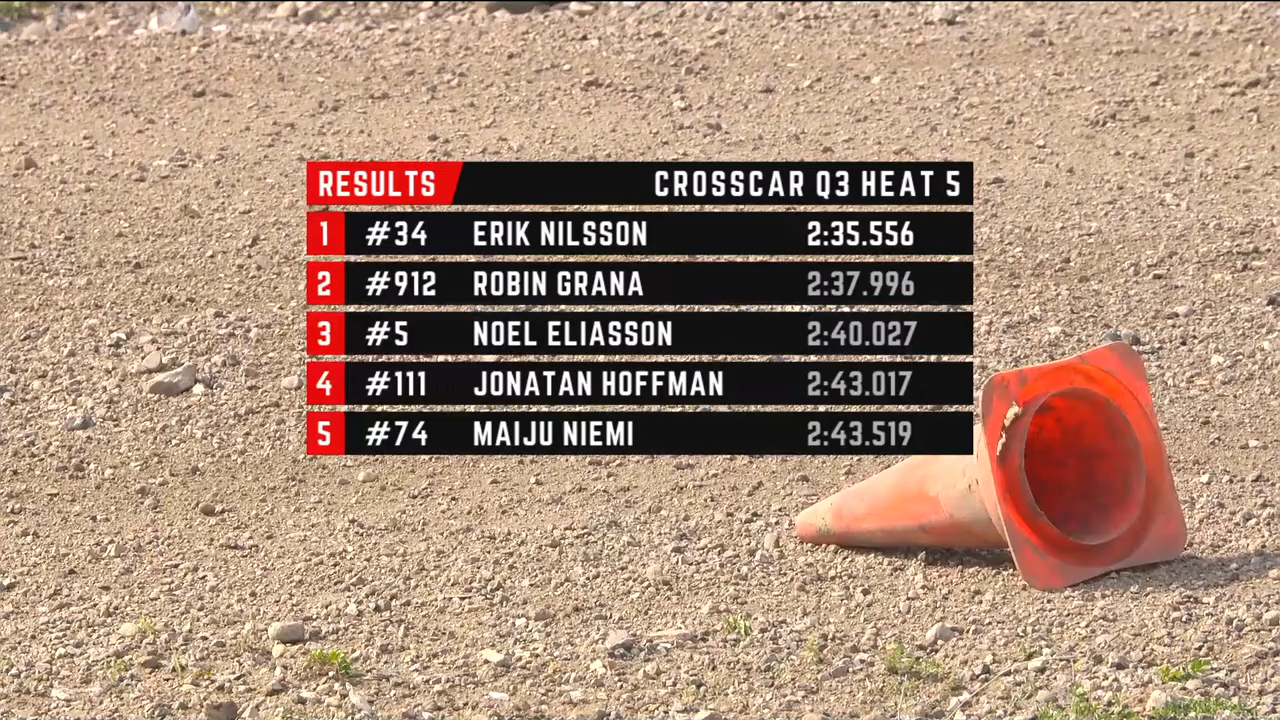 RESULTS CROSSCAR Q3 HEAT 5
1 #34 ERIK NILSSON 2:35.556
2 #912 ROBIN GRANA 2:37.996
3 #5 NOEL ELIASSON 2:40.027
4 #111 JONATAN HOFFMAN 2:43.017
5 #74 MAIJU NIEMI 2:43.519